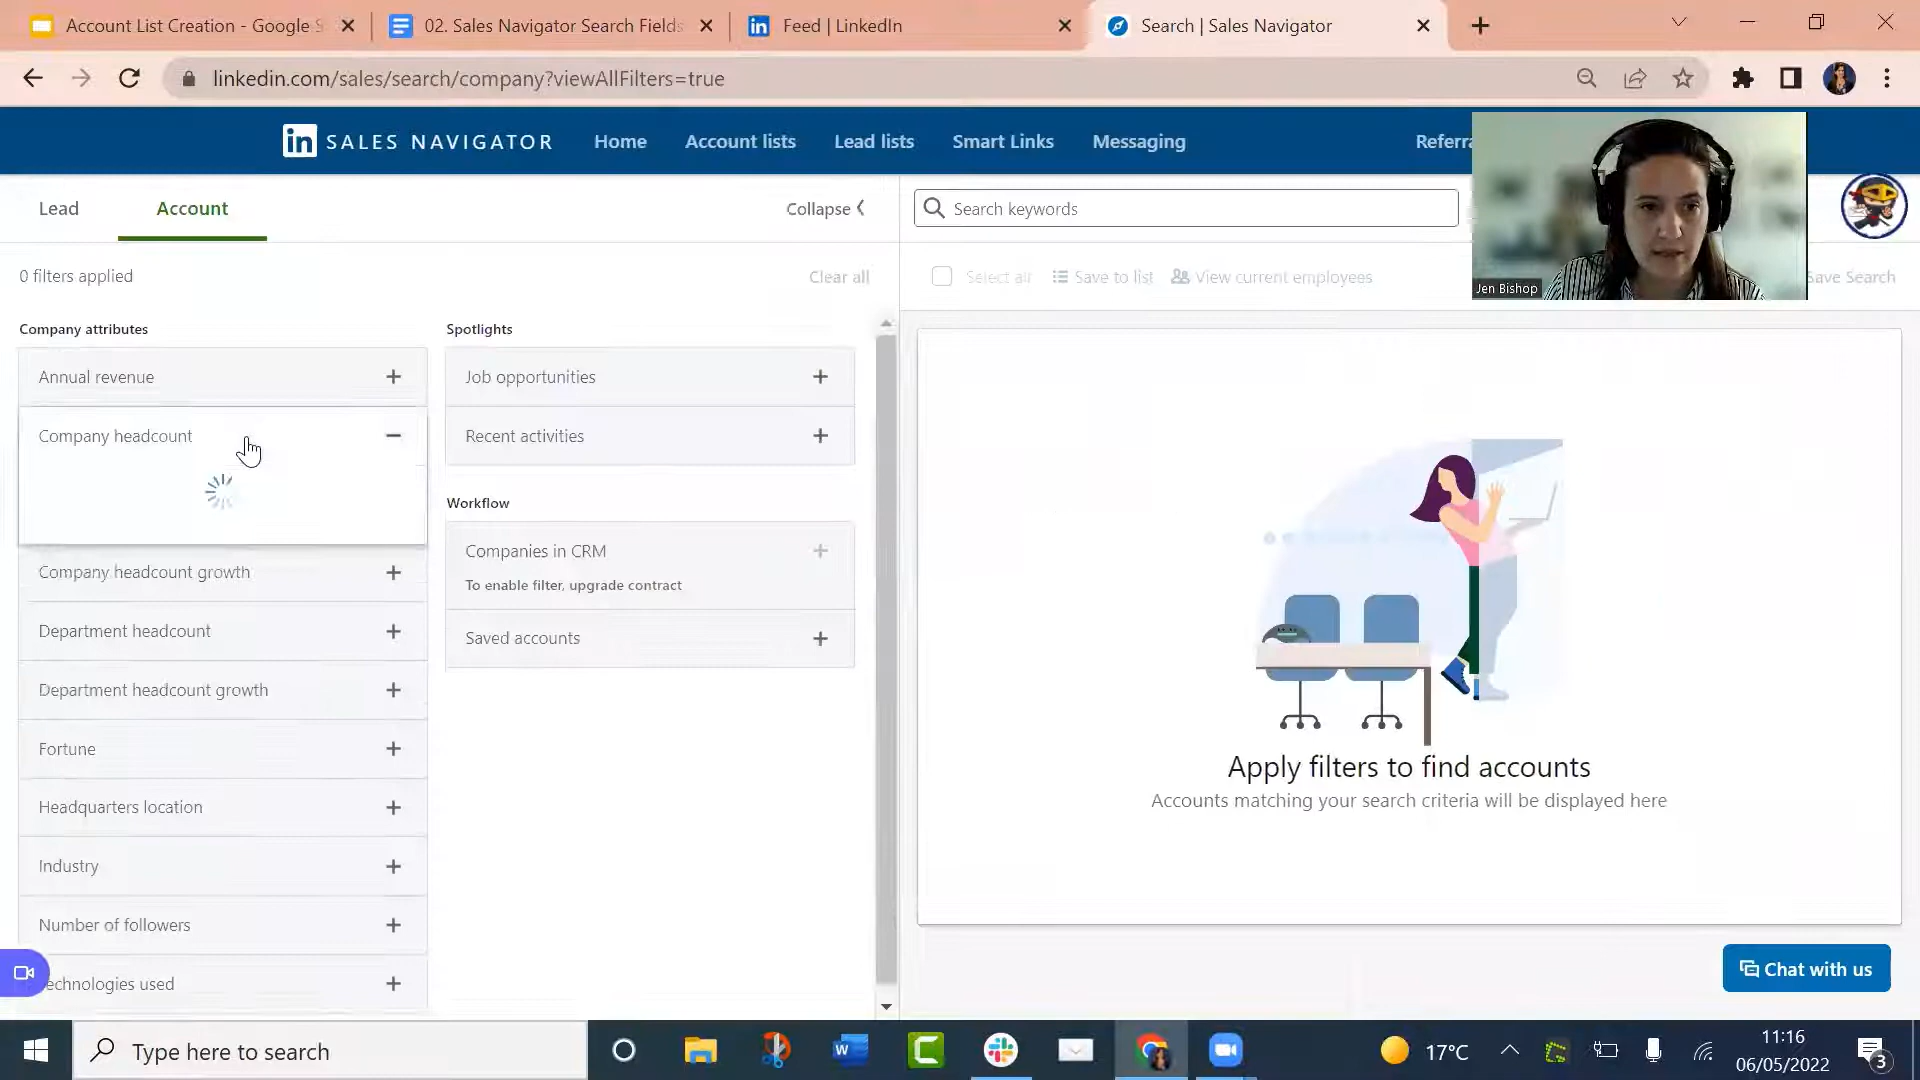 Account List Creation - Google S
02. Sales Navigator Search Fields
Feed | LinkedIn
Search | Sales Navigator
linkedin.com/sales/search/company?viewAllFilters=true
in SALES NAVIGATOR
Home
Account lists
Lead lists
Smart Links
Messaging
Referra
Jen Bishop
Lead
Account
Collapse
Search keywords
0 filters applied
Clear all
Select all
Save to list
View current employees
Save Search
Company attributes
Spotlights
Annual revenue
Job opportunities
Company headcount
Recent activities
Workflow
Companies in CRM
To enable filter, upgrade contract
Company headcount growth
Department headcount
Saved accounts
Department headcount growth
Fortune
Headquarters location
Industry
Number of followers
echnologies used
Apply filters to find accounts
Accounts matching your search criteria will be displayed here
Chat with us
Type here to search
17°C
11:16
06/05/2022
3